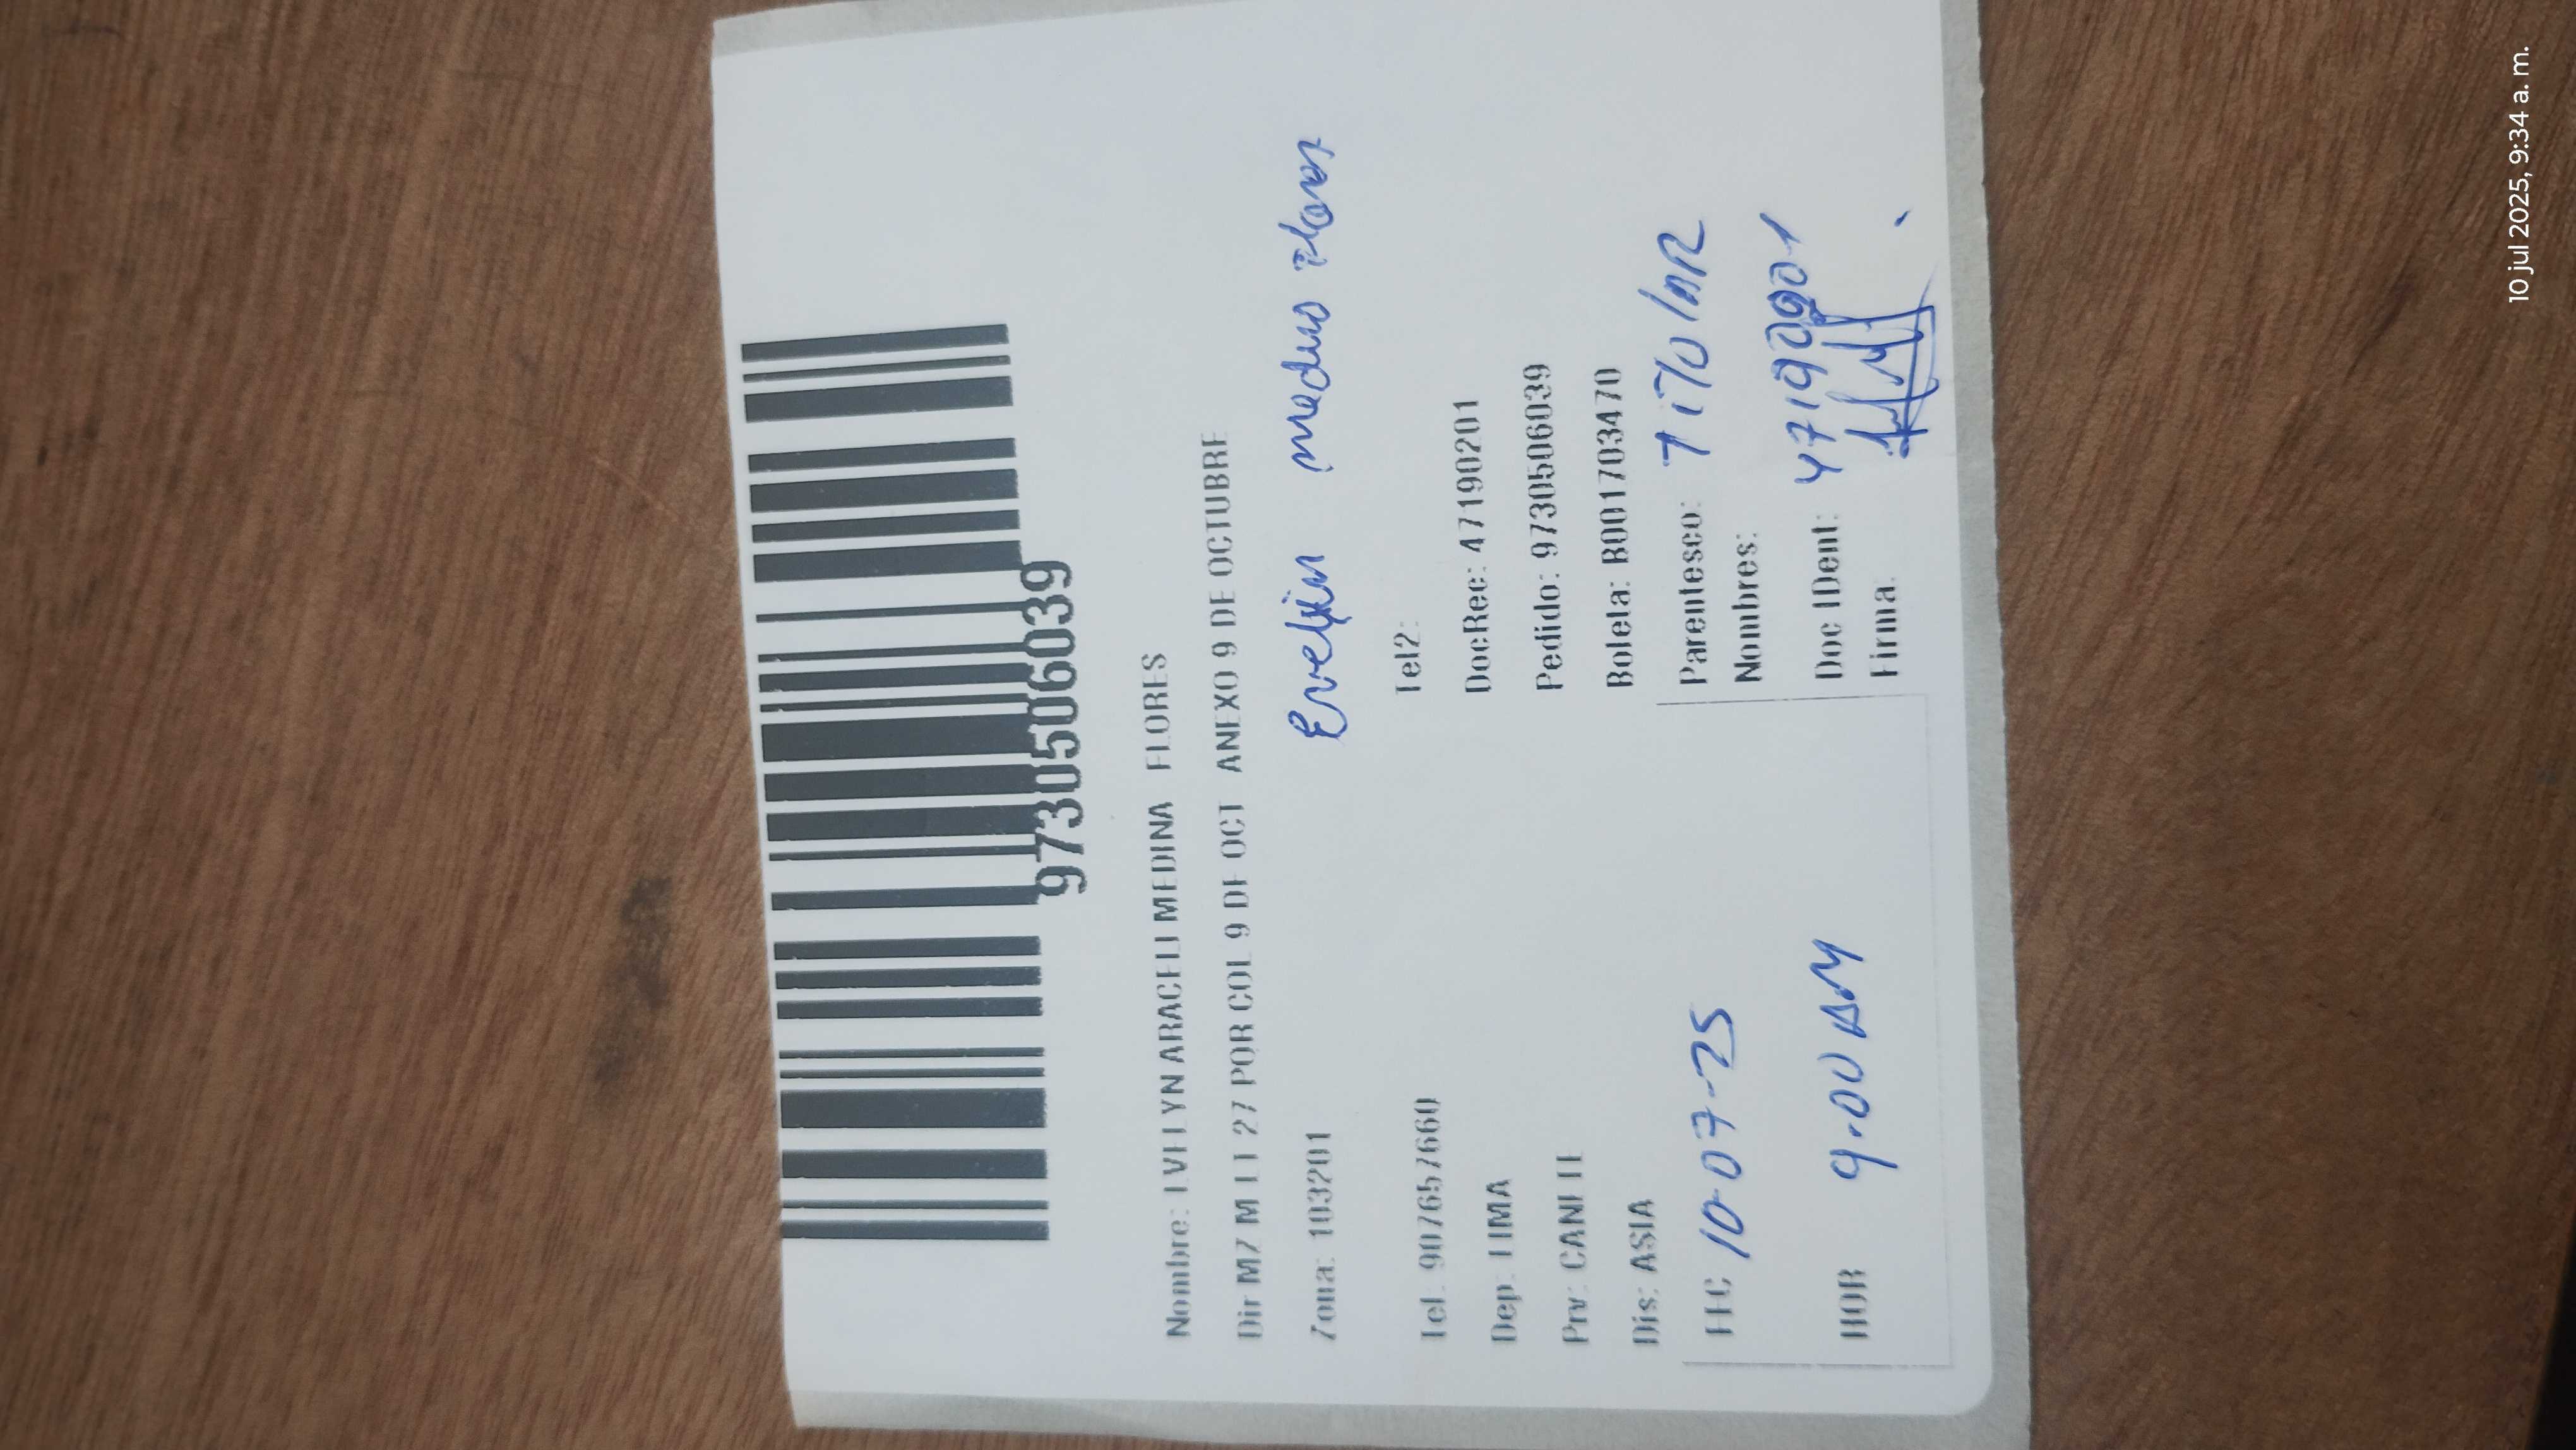 9730506039
Nombre: EVELYN ARACELI MEDINA FLORES
Dir MZ M LT 27 POR COL 9 DE OCT ANEXO 9 DE OCTUBRE
Zona: 103201
Evelyn medina Flores
Tel: 907657660
Tel2:
Dep: LIMA
DocRec: 47190201
Prv: CANETE
Pedido: 9730506039
Dis: ASIA
Boleta: B001703470
FEC 10-07-25
Parentesco: TiTulAR
Nombres:
HOR 9.00 AM
Doc IDent:
Firma:
10 jul 2025, 9:34 a. m.